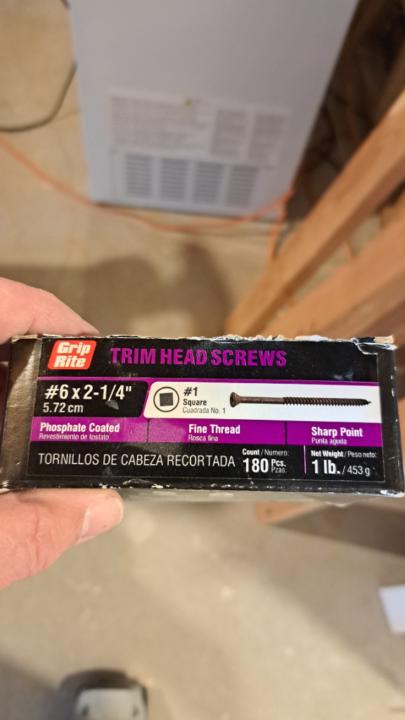 Grip
Rite
TRIM HEAD SCREWS
#6 x 2-1/4"
5.72 cm
#1
Square
Cuadrada No. 1
Phosphate Coated
Revestimiento de fosfato
Fine Thread
Rosca fina
Sharp Point
Punta aguda
TORNILLOS DE CABEZA RECORTADA
Count / Número:
180 Pcs.
Pzas.
Net Weight / Peso neto:
1 lb. / 453 g